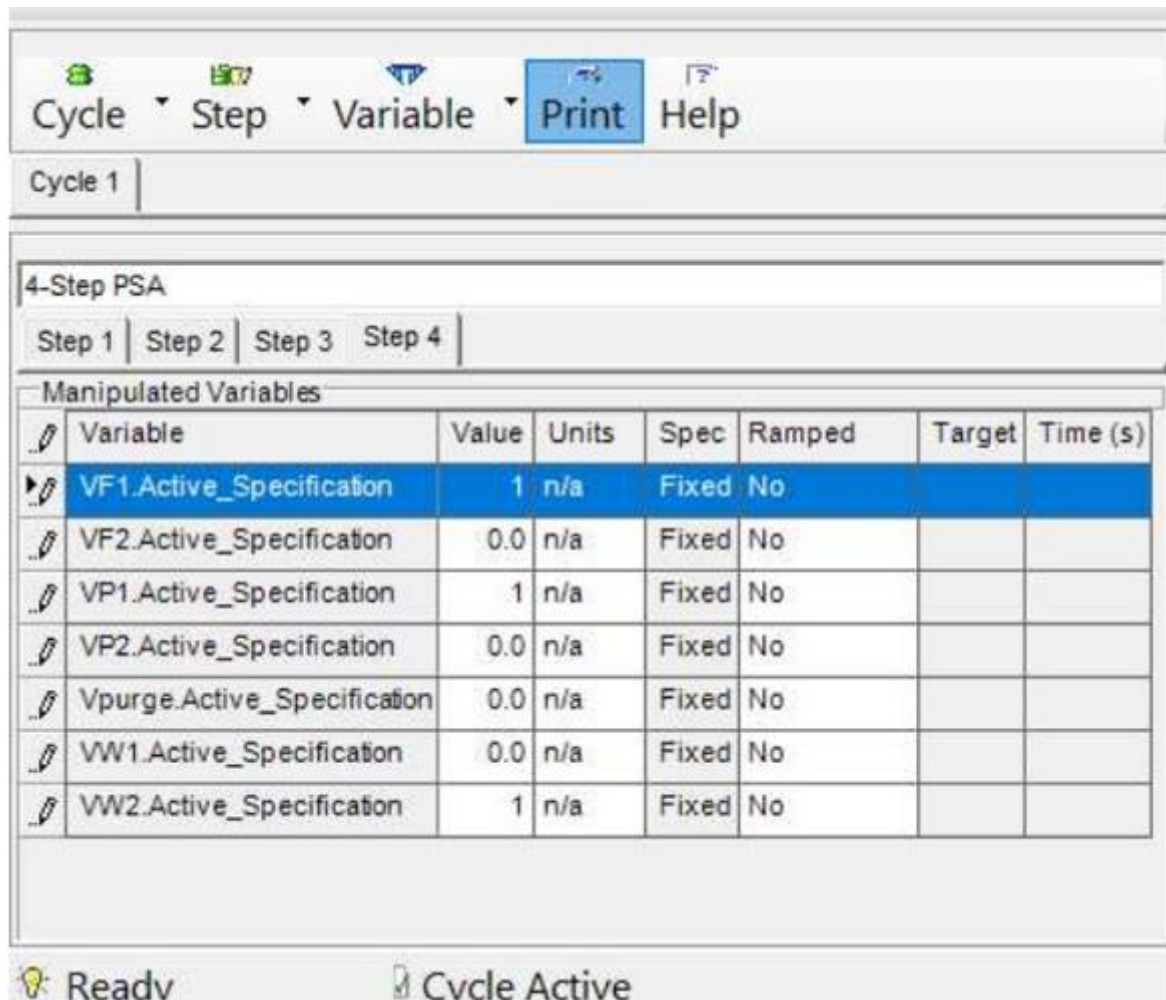 Cycle Step Variable Print Help
Cycle 1
4-Step PSA
Step 1 Step 2 Step 3 Step 4
Manipulated Variables
Variable Value Units Spec Ramped Target Time (s)
VF1.Active_Specification 1 n/a Fixed No
VF2.Active_Specification 0.0 n/a Fixed No
VP1.Active_Specification 1 n/a Fixed No
VP2.Active_Specification 0.0 n/a Fixed No
Vpurge.Active_Specification 0.0 n/a Fixed No
VW1.Active_Specification 0.0 n/a Fixed No
VW2.Active_Specification 1 n/a Fixed No
Ready Cycle Active